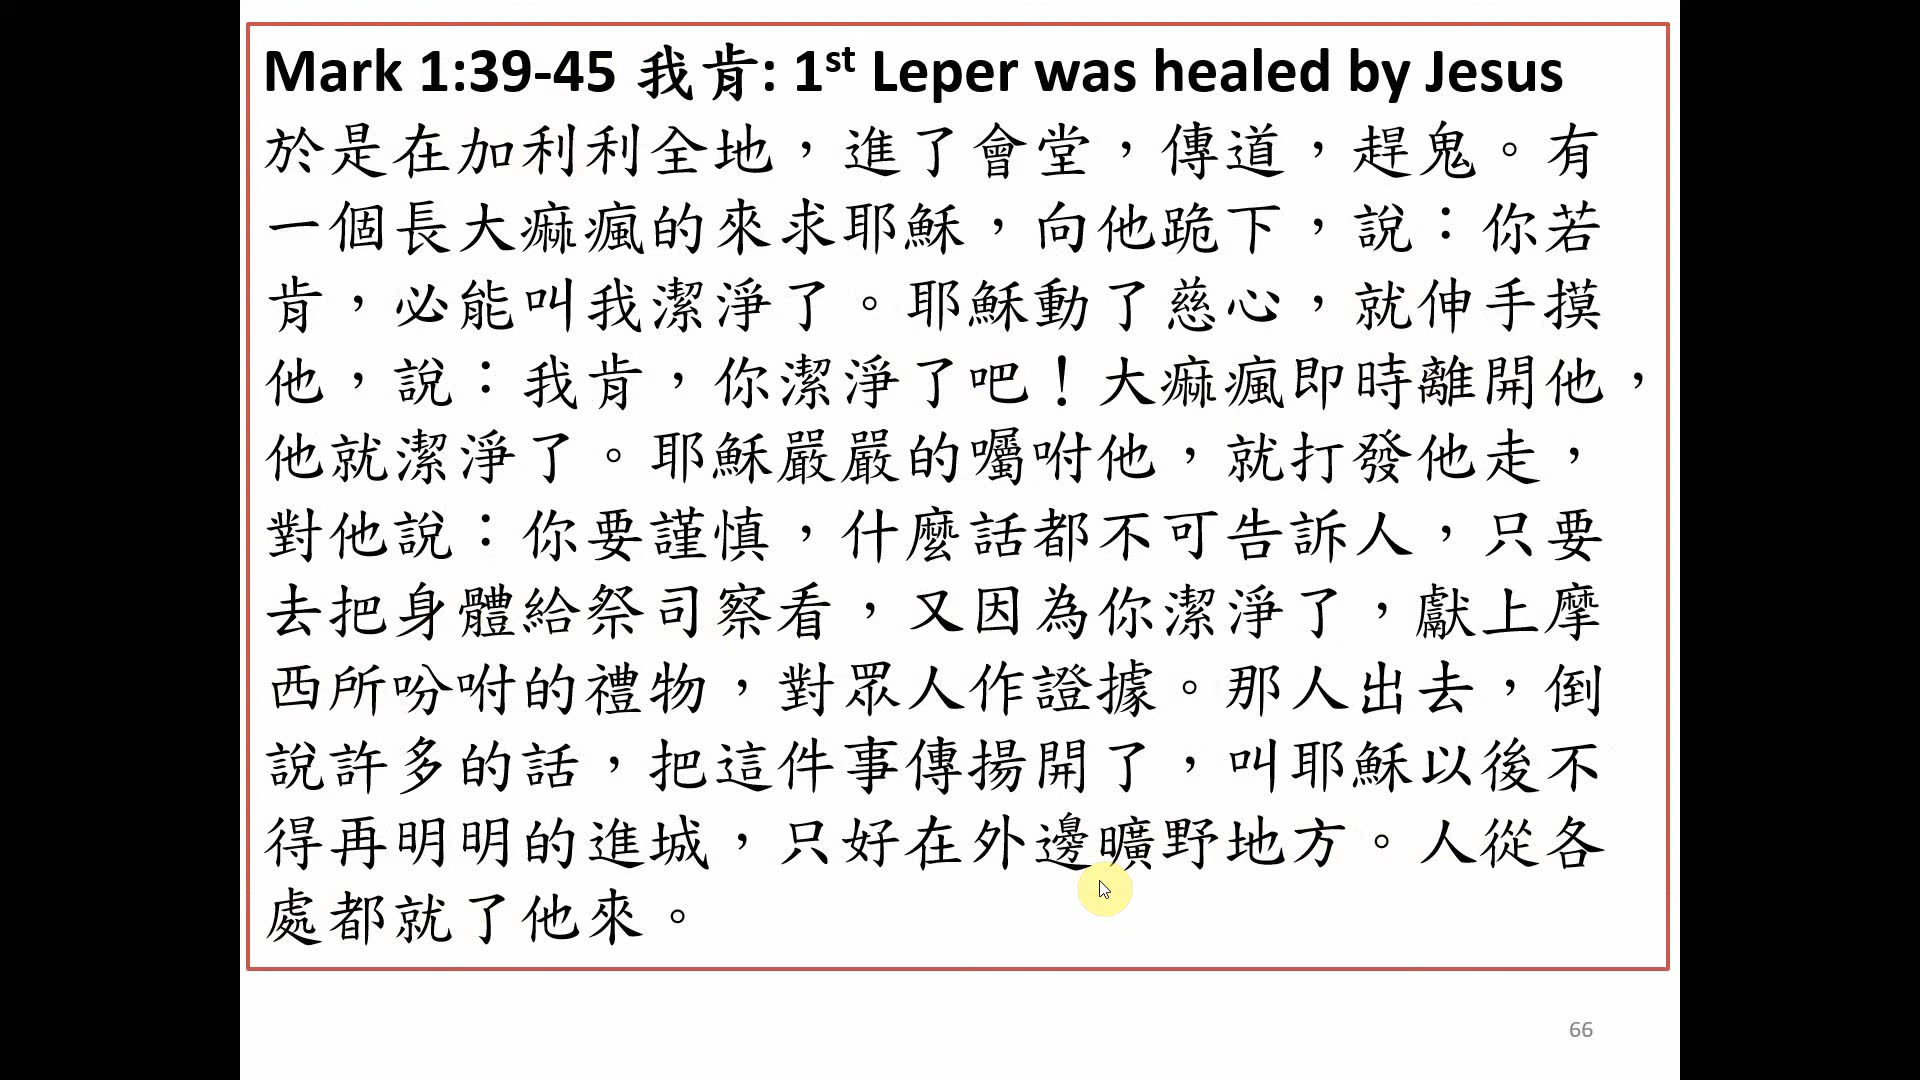 Mark 1:39-45 我肯: 1st Leper was healed by Jesus
於是在加利利全地，進了會堂，傳道，趕鬼。有
一個長大痲瘋的來求耶穌，向他跪下，說：你若
肯，必能叫我潔淨了。耶穌動了慈心，就伸手摸
他，說：我肯，你潔淨了吧！大痲瘋即時離開他，
他就潔淨了。耶穌嚴嚴的囑咐他，就打發他走，
對他說：你要謹慎，什麼話都不可告訴人，只要
去把身體給祭司察看，又因為你潔淨了，獻上摩
西所吩咐的禮物，對眾人作證據。那人出去，倒
說許多的話，把這件事傳揚開了，叫耶穌以後不
得再明明的進城，只好在外邊曠野地方。人從各
處都就了他來。
66